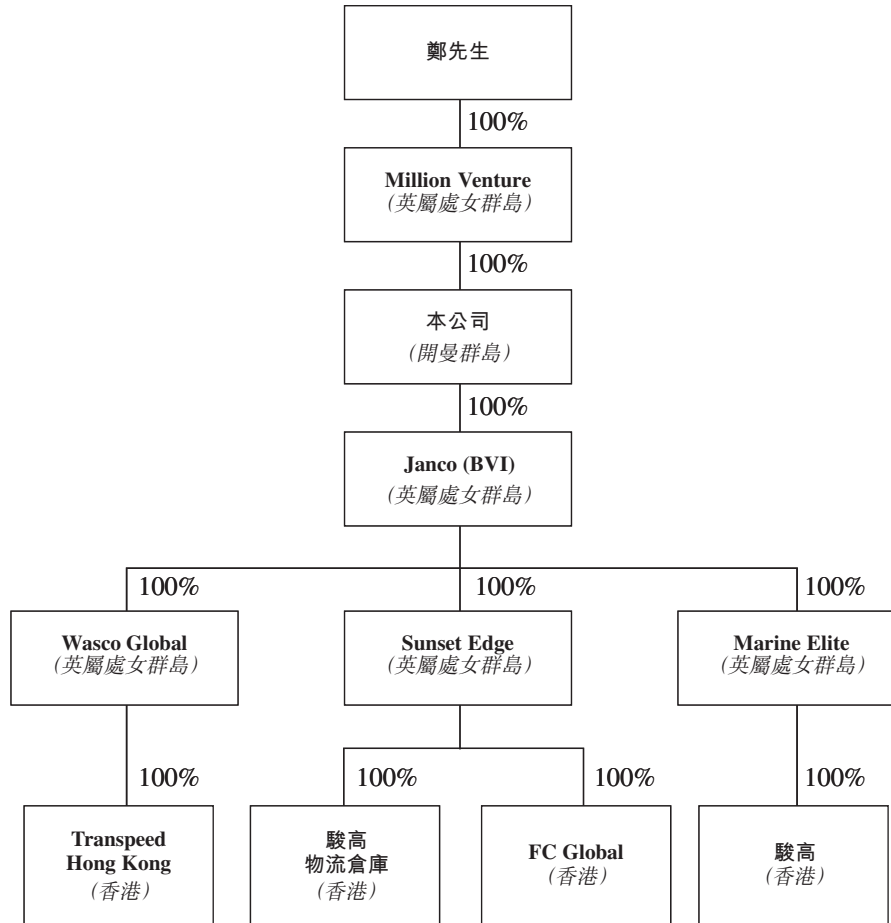 鄭先生
100%
Million Venture
(英屬處女群島)
100%
本公司
(開曼群島)
100%
Janco (BVI)
(英屬處女群島)
100%
100%
100%
Wasco Global
(英屬處女群島)
Sunset Edge
(英屬處女群島)
Marine Elite
(英屬處女群島)
100%
100%
100%
100%
Transpeed
Hong Kong
(香港)
駿高
物流倉庫
(香港)
FC Global
(香港)
駿高
(香港)